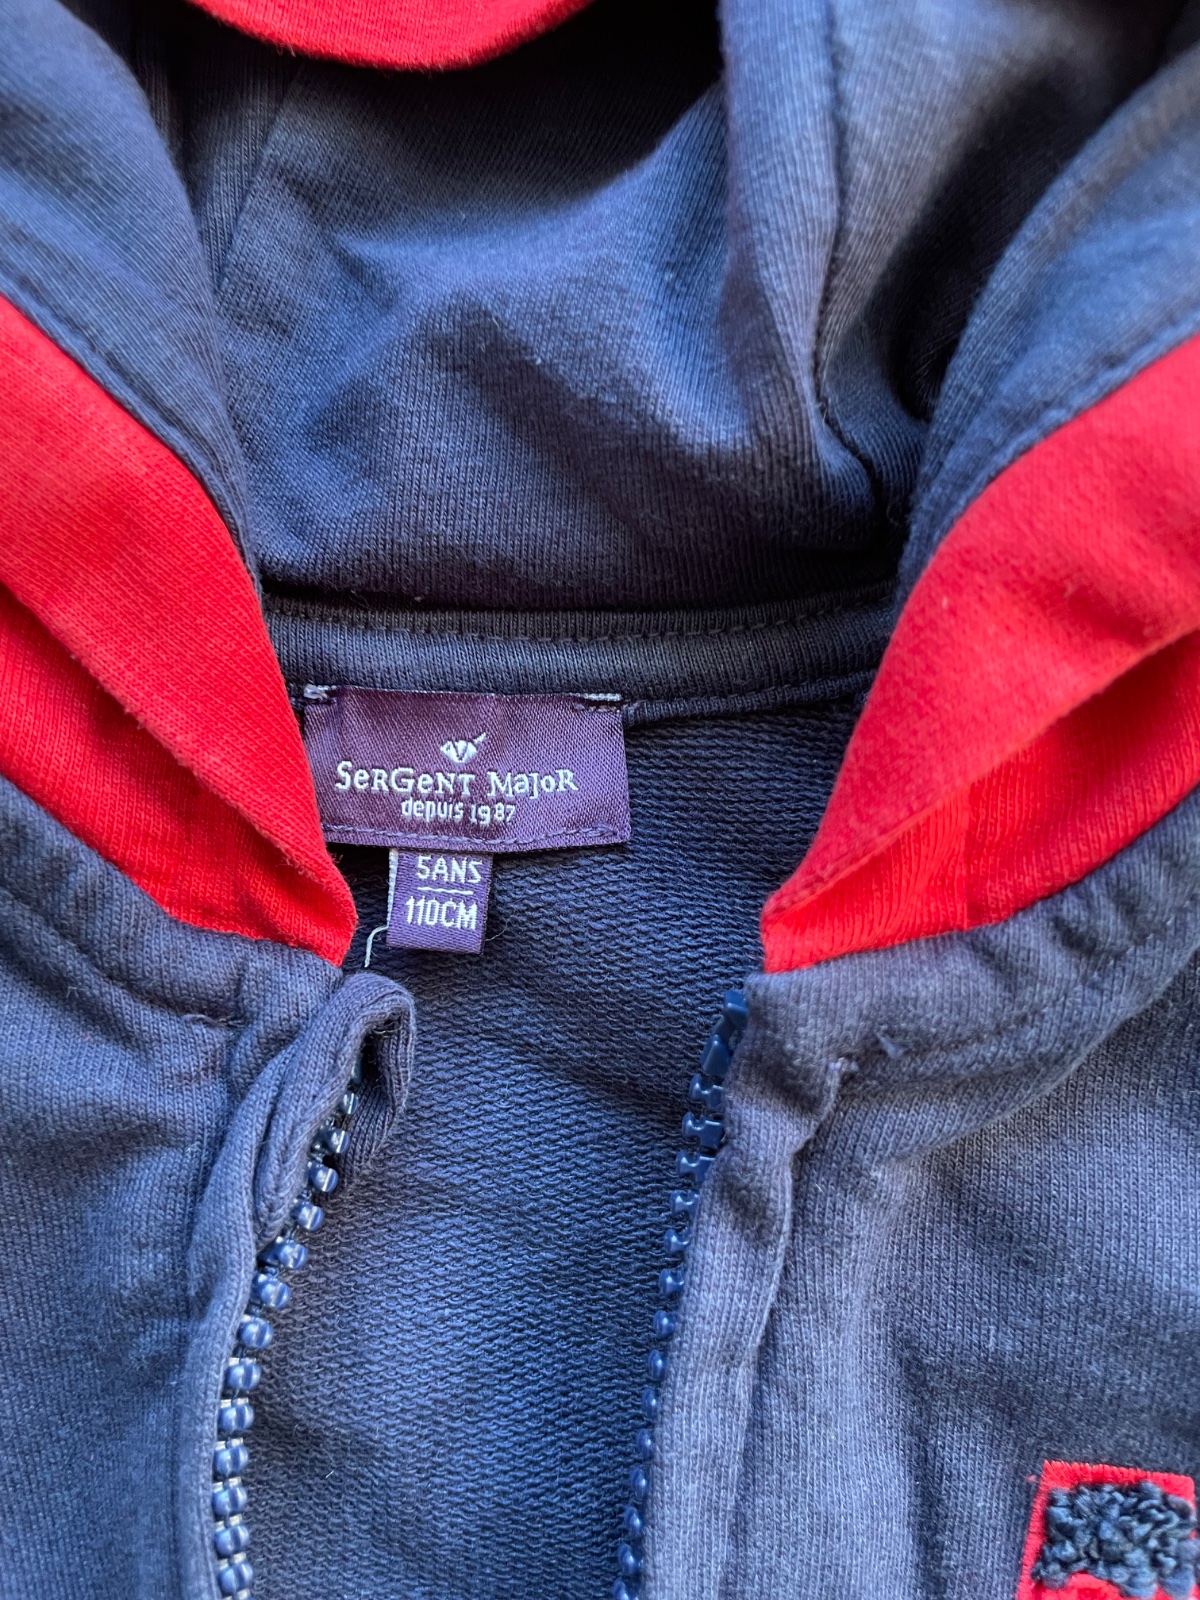 SerGeNT MajoR
depuis 1987
5ANS
110CM